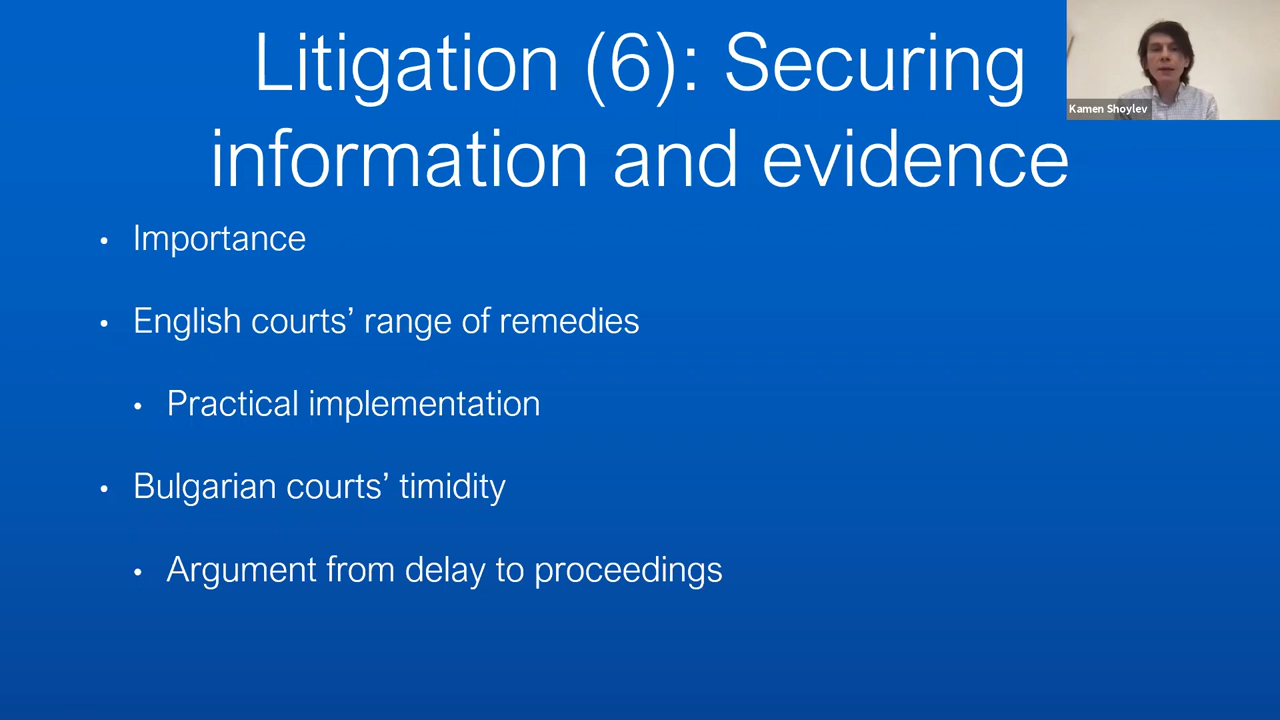 Litigation (6): Securing
information and evidence
Kamen Shoylev
• Importance
• English courts’ range of remedies
• Practical implementation
• Bulgarian courts’ timidity
• Argument from delay to proceedings